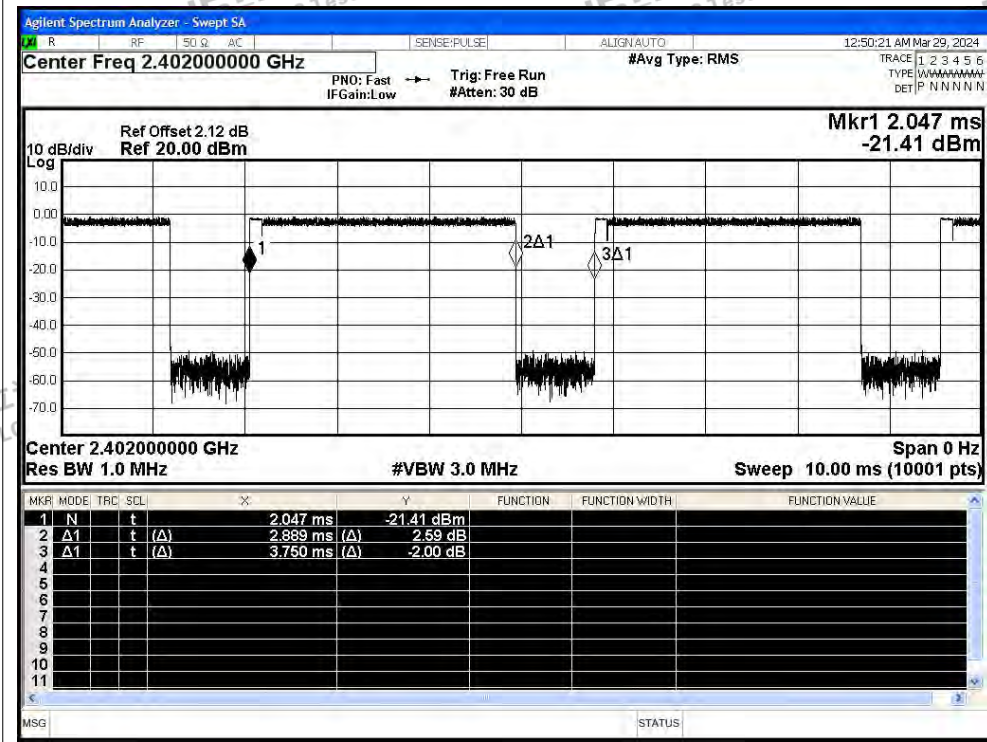 Agilent Spectrum Analyzer - Swept SA
LXI R RF 50 Ω AC SENSE:PULSE ALIGN AUTO 12:50:21 AM Mar 29, 2024
Center Freq 2.402000000 GHz #Avg Type: RMS TRACE 1 2 3 4 5 6
PNO: Fast Trig: Free Run TYPE WWWWWW
IFGain:Low #Atten: 30 dB DET P N N N N N
Mkr1 2.047 ms
Ref Offset 2.12 dB
10 dB/div Ref 20.00 dBm -21.41 dBm
Log
10.0
0.00
-10.0
1 2Δ1
3Δ1
-20.0
-30.0
-40.0
-50.0
-60.0
-70.0
Center 2.402000000 GHz Span 0 Hz
Res BW 1.0 MHz #VBW 3.0 MHz Sweep 10.00 ms (10001 pts)
MKR MODE TRC SCL X Y FUNCTION FUNCTION WIDTH FUNCTION VALUE
1 N t 2.047 ms -21.41 dBm
2 Δ1 t (Δ) 2.889 ms (Δ) 2.59 dB
3 Δ1 t (Δ) 3.750 ms (Δ) -2.00 dB
4
5
6
7
8
9
10
11
MSG STATUS